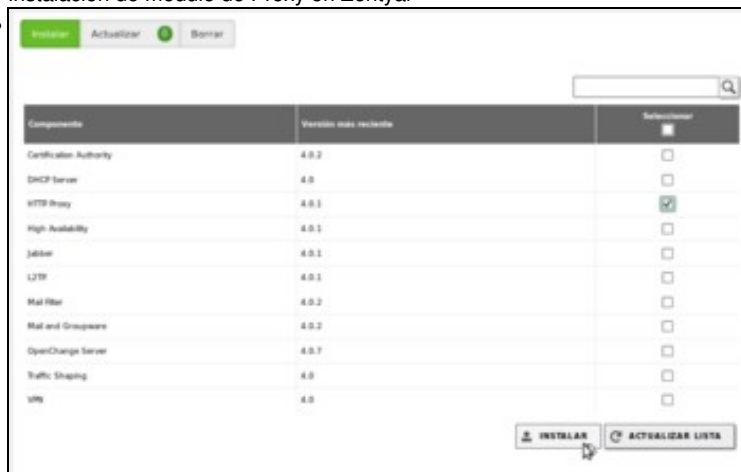 Instalación de módulo de Proxy en Zentyal
Instalar Actualizar 0 Borrar
Componente Versión más reciente Seleccionar
Certification Authority 4.0.2
DHCP Server 4.0
HTTP Proxy 4.0.1
High Availability 4.0.1
Jabber 4.0.1
L2TP 4.0.1
Mail filter 4.0.2
Mail and Groupware 4.0.2
OpenChange Server 4.0.7
Traffic Shaping 4.0
VPN 4.0
INSTALAR ACTUALIZAR LISTA